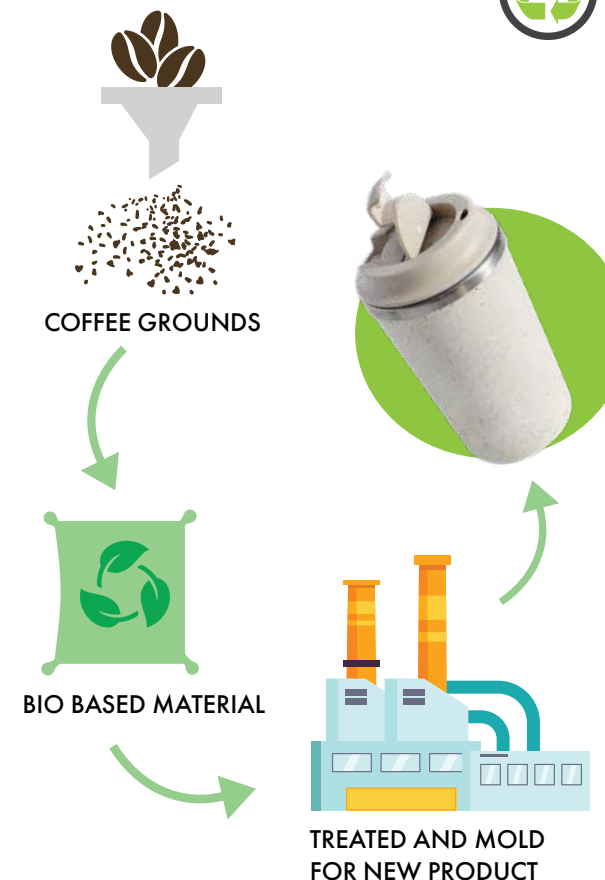 COFFEE GROUNDS
BIO BASED MATERIAL
TREATED AND MOLD
FOR NEW PRODUCT